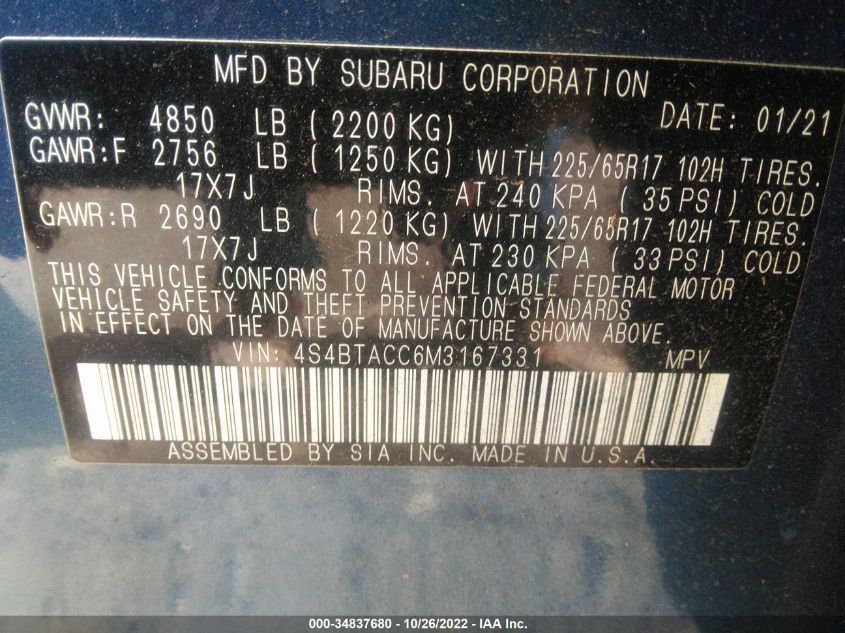 MFD BY SUBARU CORPORATION
GVWR: 4850 LB ( 2200 KG) DATE: 01/21
GAWR:F 2756 LB ( 1250 KG) WITH 225/65R17 102H TIRES.
17X7J RIMS. AT 240 KPA ( 35 PSI) COLD
GAWR:R 2690 LB ( 1220 KG) WITH 225/65R17 102H TIRES.
17X7J RIMS. AT 230 KPA ( 33 PSI) COLD
THIS VEHICLE CONFORMS TO ALL APPLICABLE FEDERAL MOTOR
VEHICLE SAFETY AND THEFT PREVENTION STANDARDS
IN EFFECT ON THE DATE OF MANUFACTURE SHOWN ABOVE.
VIN: 4S4BTACC6M3167331 MPV
ASSEMBLED BY SIA INC. MADE IN U.S.A.
000-34837680 - 10/26/2022 - IAA Inc.